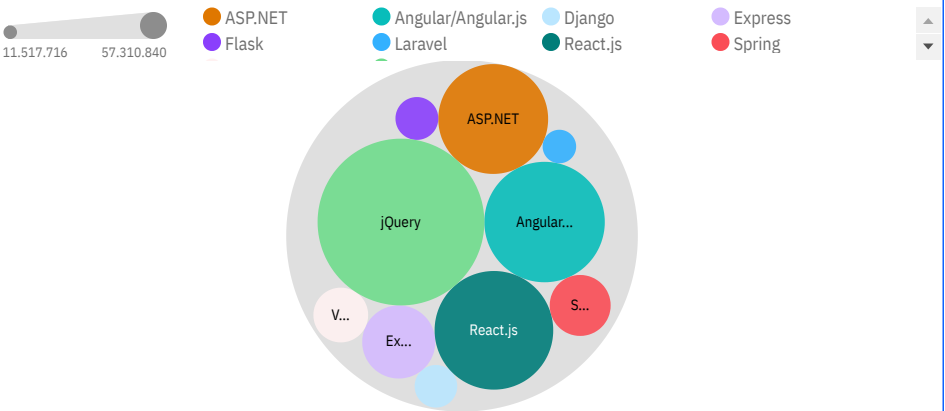 ASP.NET Angular/Angular.js Django Express
Flask Laravel React.js Spring
11.517.716 57.310.840
ASP.NET
jQuery
Angular...
S...
V...
React.js
Ex...